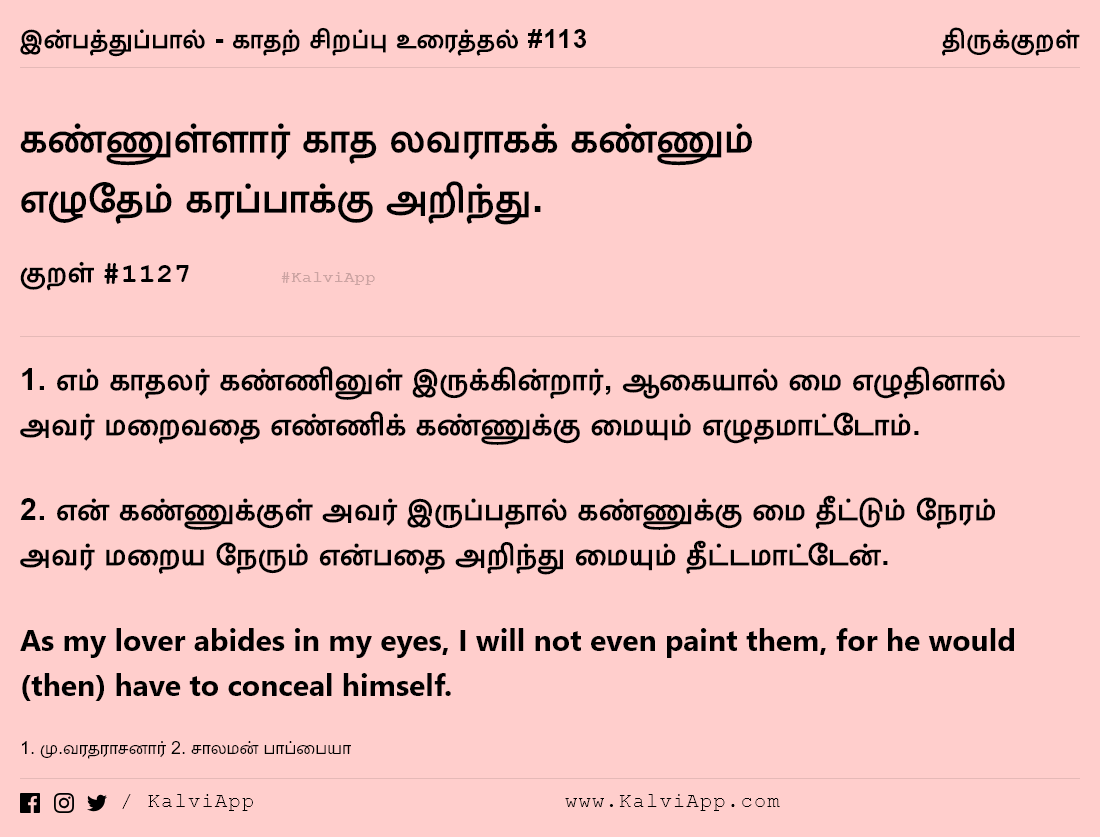 இன்பத்துப்பால் - காதற் சிறப்பு உரைத்தல் #113 திருக்குறள்
கண்ணுள்ளார் காத லவராகக் கண்ணும்
எழுதேம் கரப்பாக்கு அறிந்து.
குறள் #1127 #KalviApp
1. எம் காதலர் கண்ணினுள் இருக்கின்றார், ஆகையால் மை எழுதினால்
அவர் மறைவதை எண்ணிக் கண்ணுக்கு மையும் எழுதமாட்டோம்.
2. என் கண்ணுக்குள் அவர் இருப்பதால் கண்ணுக்கு மை தீட்டும் நேரம்
அவர் மறைய நேரும் என்பதை அறிந்து மையும் தீட்டமாட்டேன்.
As my lover abides in my eyes, I will not even paint them, for he would
(then) have to conceal himself.
1. மு.வரதராசனார் 2. சாலமன் பாப்பையா
/ KalviApp www.KalviApp.com